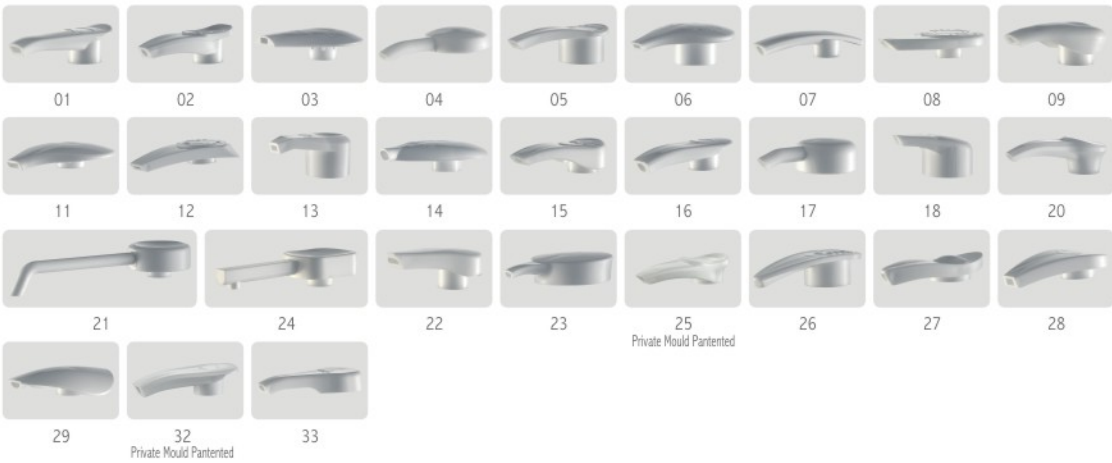 01 02 03 04 05 06 07 08 09
11 12 13 14 15 16 17 18 20
21 24 22 23 25 26 27 28
Private Mould Pantented
29 32 33
Private Mould Pantented